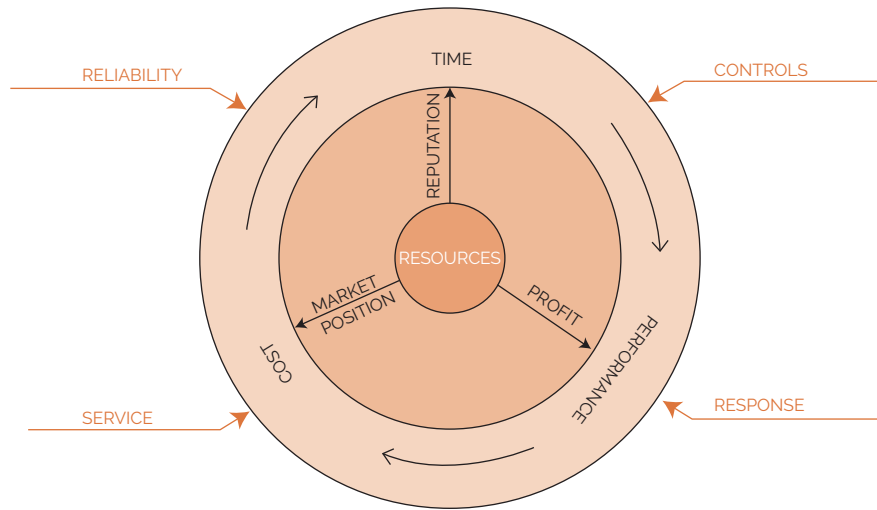 TIME
RELIABILITY
CONTROLS
REPUTATION
RESOURCES
MARKET
POSITION
PROFIT
COST
PERFORMANCE
SERVICE
RESPONSE